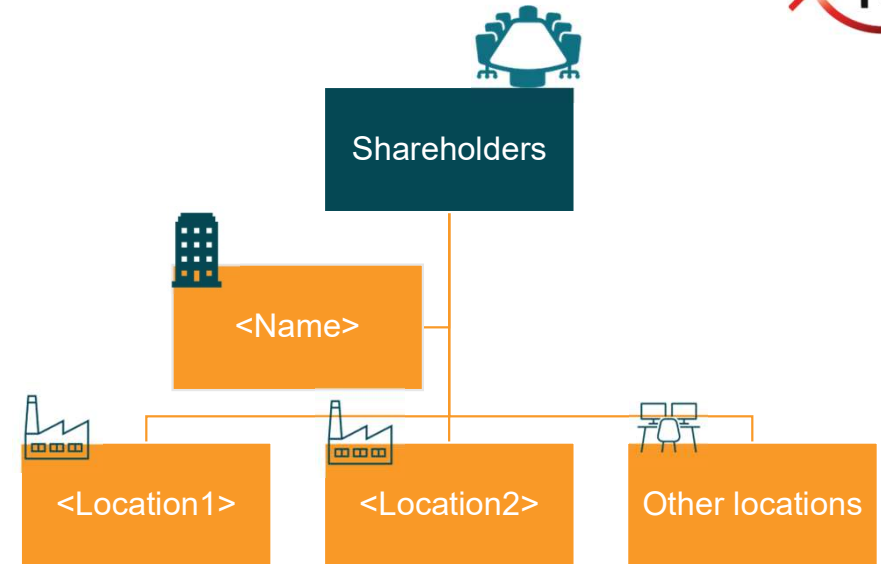 Shareholders
<Name>
<Location1>
<Location2>
Other locations